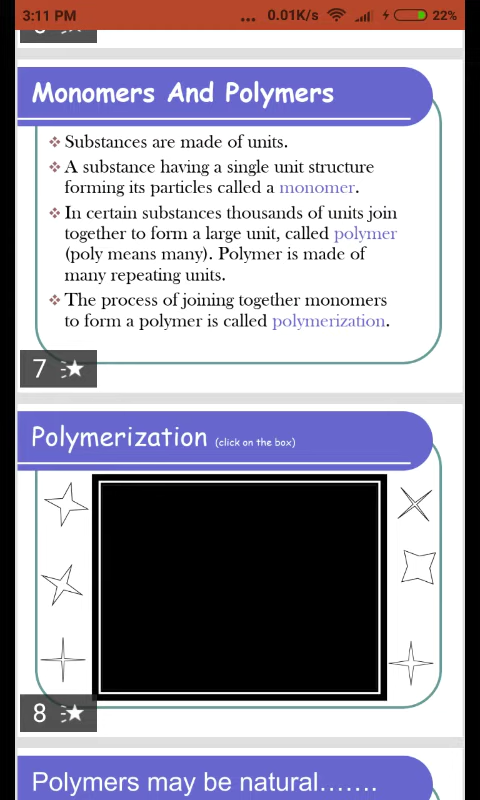 3:11 PM ... 0.01K/s 22%
Monomers And Polymers
❖ Substances are made of units.
❖ A substance having a single unit structure
forming its particles called a monomer.
❖ In certain substances thousands of units join
together to form a large unit, called polymer
(poly means many). Polymer is made of
many repeating units.
❖ The process of joining together monomers
to form a polymer is called polymerization.
7
Polymerization (click on the box)
8
Polymers may be natural.......